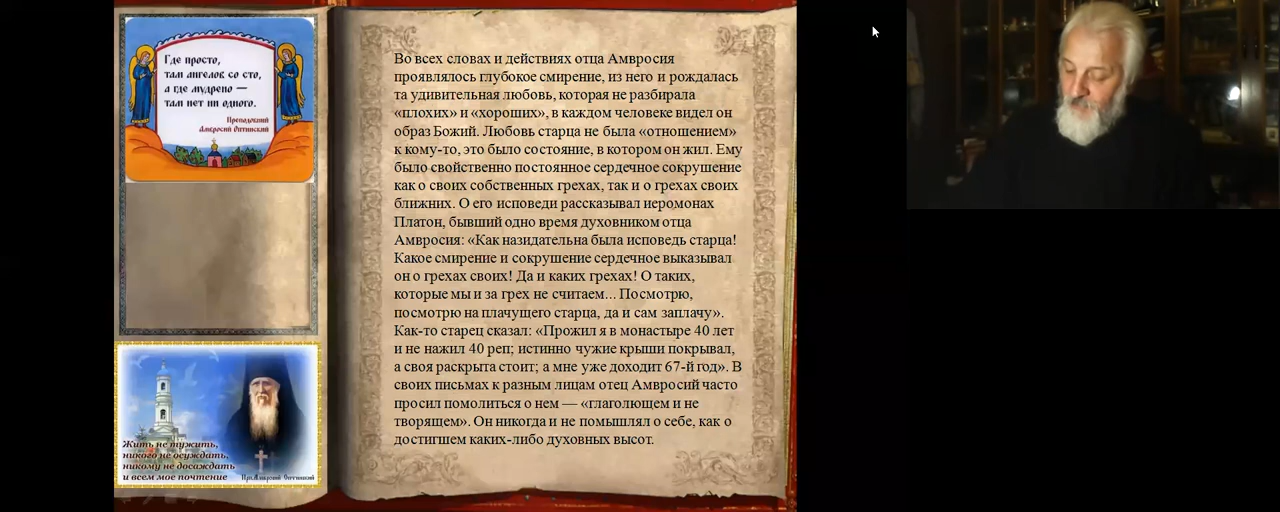 Где просто,
там ангелов со сто,
а где мудрено —
там нет ни одного.
Преподобный
Амвросий Оптинский
Жить не тужить,
никого не осуждать,
никому не досаждать
и всем мое почтение
Прп. Амвросий Оптинский
Во всех словах и действиях отца Амвросия
проявлялось глубокое смирение, из него и рождалась
та удивительная любовь, которая не разбирала
«плохих» и «хороших», в каждом человеке видел он
образ Божий. Любовь старца не была «отношением»
к кому-то, это было состояние, в котором он жил. Ему
было свойственно постоянное сердечное сокрушение
как о своих собственных грехах, так и о грехах своих
ближних. О его исповеди рассказывал иеромонах
Платон, бывший одно время духовником отца
Амвросия: «Как назидательна была исповедь старца!
Какое смирение и сокрушение сердечное выказывал
он о грехах своих! Да и каких грехах! О таких,
которые мы и за грех не считаем... Посмотрю,
посмотрю на плачущего старца, да и сам заплачу».
Как-то старец сказал: «Прожил я в монастыре 40 лет
и не нажил 40 реп; истинно чужие крыши покрывал,
а своя раскрыта стоит; а мне уже доходит 67-й год». В
своих письмах к разным лицам отец Амвросий часто
просил помолиться о нем — «глаголющем и не
творящем». Он никогда и не помышлял о себе, как о
достигшем каких-либо духовных высот.